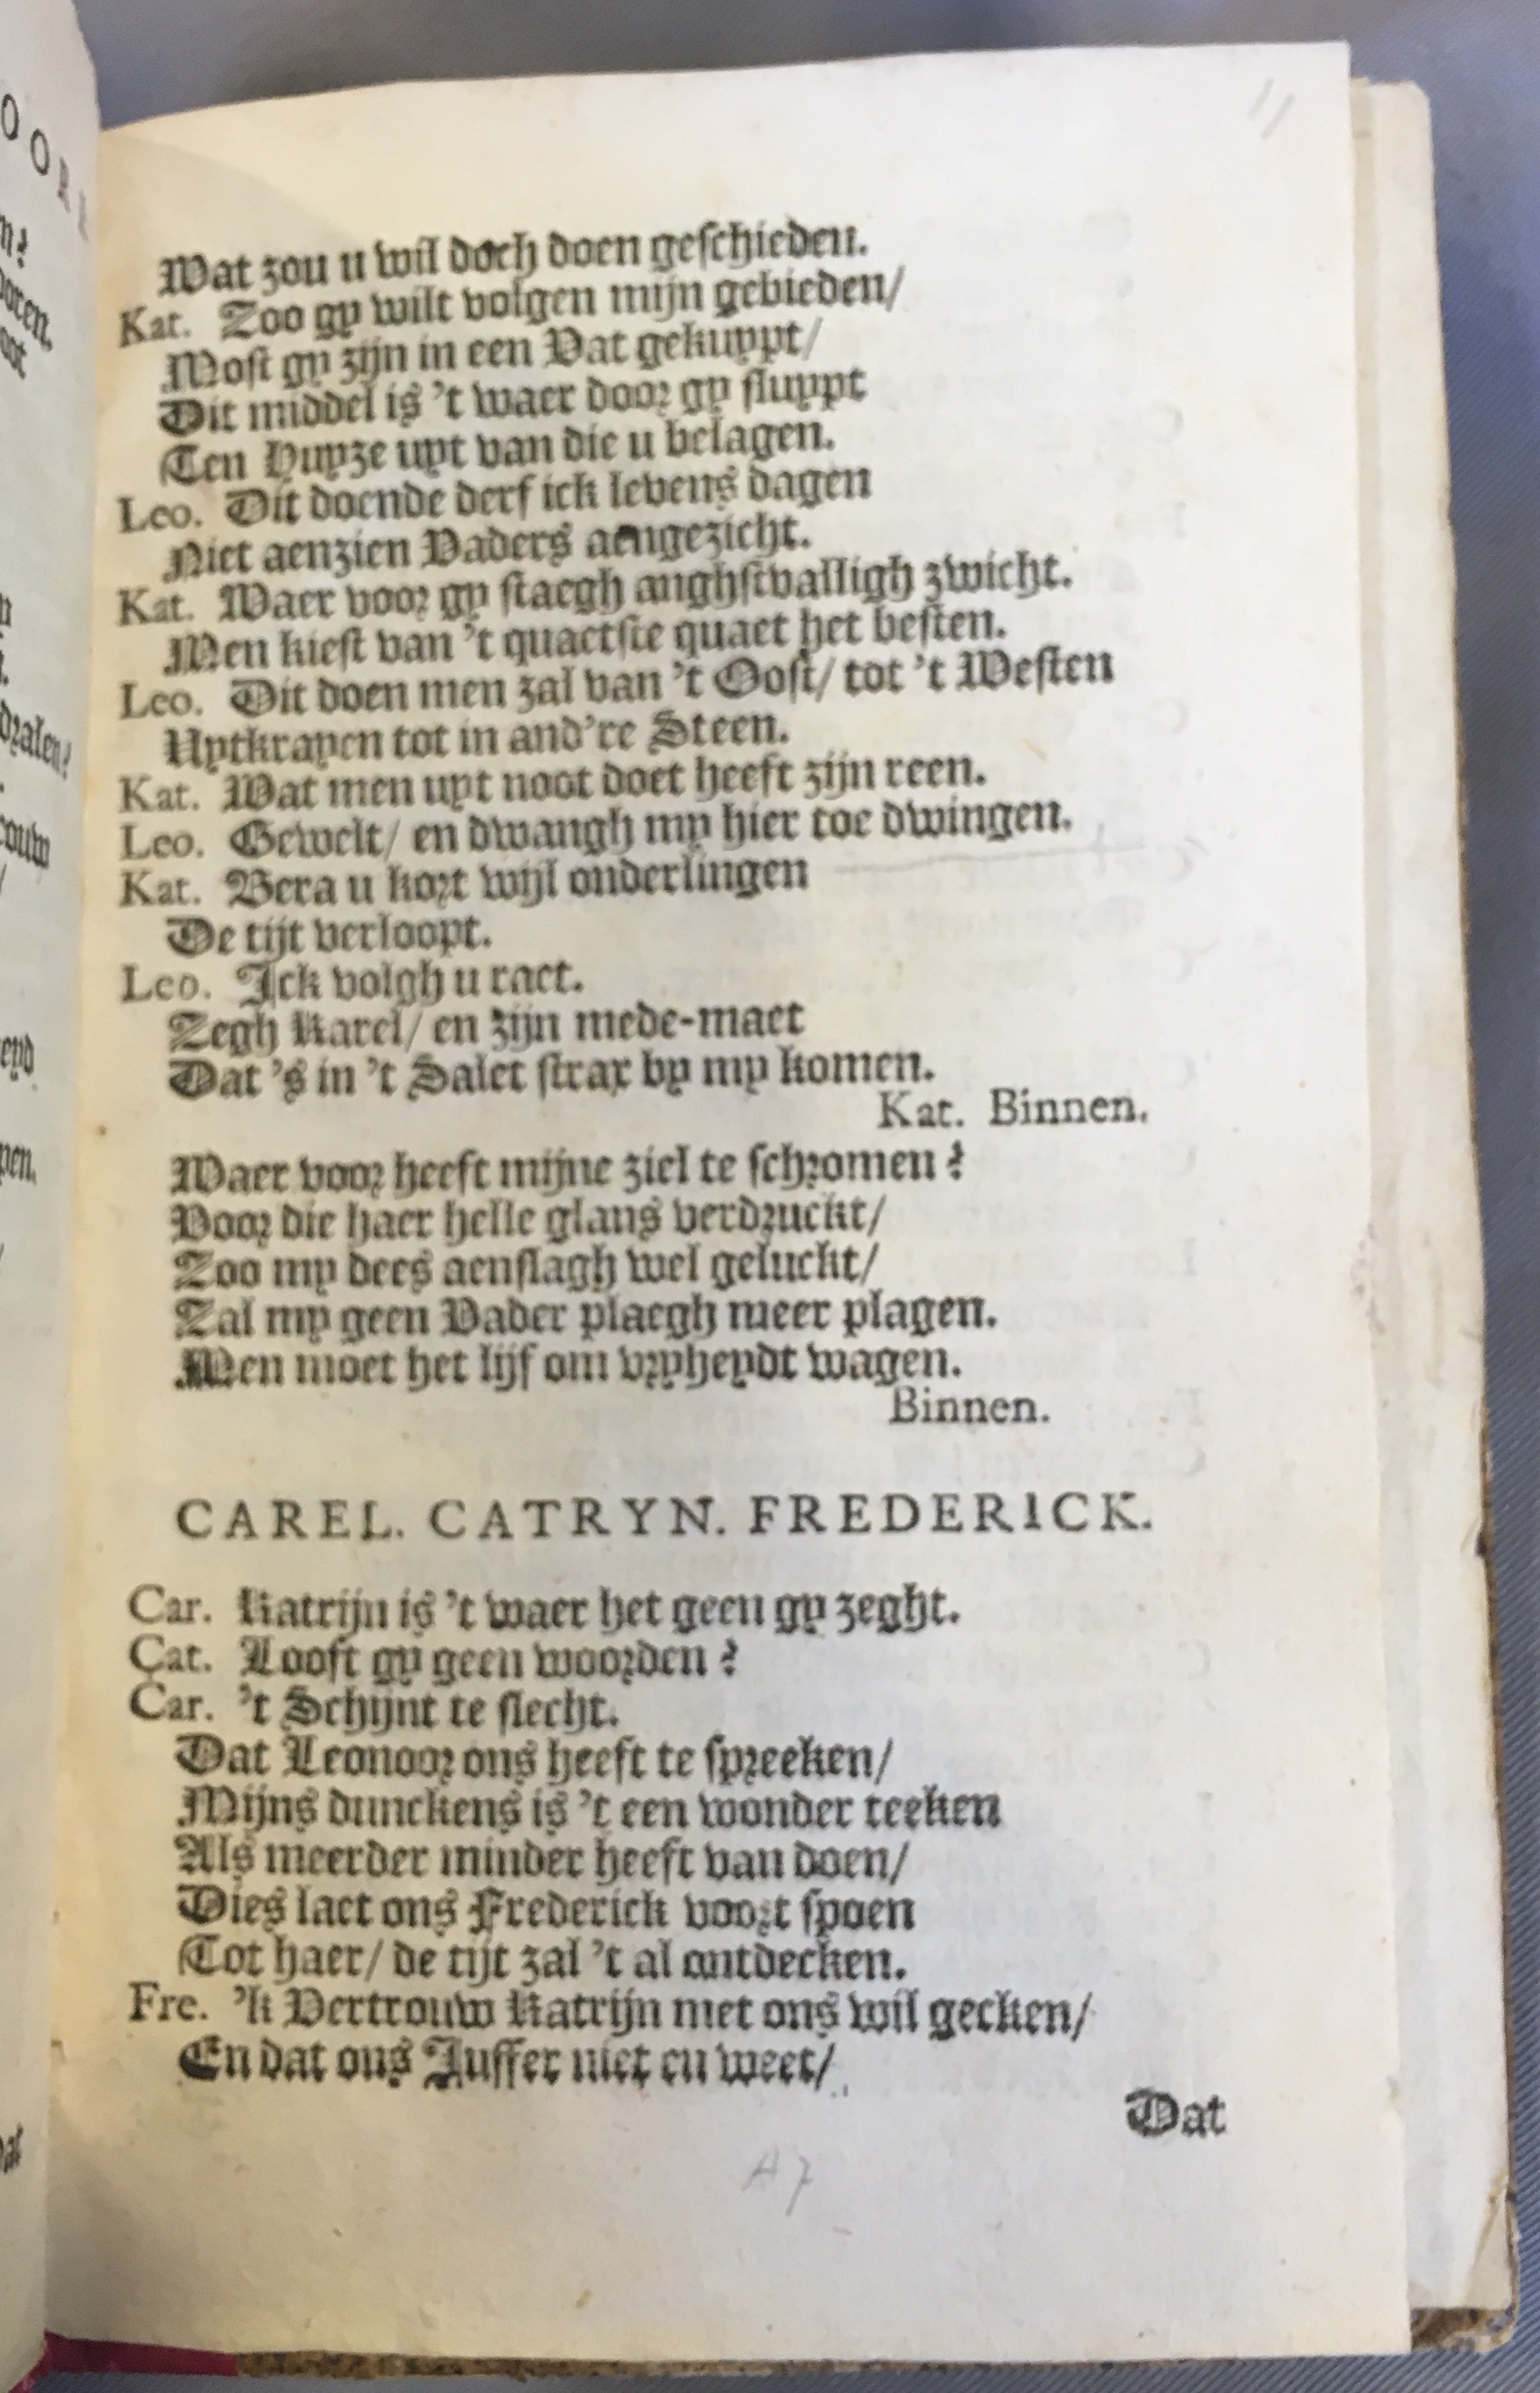 11
Wat zou u wil doch doen geschieden.
Kat. Zoo gy wilt volgen mijn gebieden/
Most gy zijn in een Vat gekuypt/
Dit middel is 't waer door gy sluypt
Ten Huyze uyt van die u belagen.
Leo. Dit doende derf ick levens dagen
Niet aenzien Vaders aengezicht.
Kat. Waer voor gy staegh anghstvalligh zwicht.
Men kiest van 't quaetste quaet het besten.
Leo. Dit doen men zal van 't Oost/ tot 't Westen
Uytkrayen tot in and're Steen.
Kat. Wat men uyt noot doet heeft zijn reen.
Leo. Gewelt/ en dwangh my hier toe dwingen.
Kat. Bera u kort wijl onderlingen
De tijt verloopt.
Leo. Ick volgh u raet.
Zegh Karel/ en zijn mede-maet
Dat 's in 't Salet strax by my komen.
Kat. Binnen.
Waer voor heeft mijne ziel te schromen?
Voor die haer helle glans verdruckt/
Zoo my dees aenslagh wel geluckt/
Zal my geen Vader plaegh meer plagen.
Men moet het lijf om vryheydt wagen.
Binnen.
CAREL. CATRYN. FREDERICK.
Car. Katrijn is 't waer het geen gy zeght.
Cat. Looft gy geen woorden?
Car. 't Schijnt te slecht.
Dat Leonoor ons heeft te spreeken/
Mijns dunckens is 't een wonder teeken
Als meerder minder heeft van doen/
Dies laet ons Frederick voort spoen
Tot haer/ de tijt zal 't al ontdecken.
Fre. 'k Vertrouw Katrijn met ons wil gecken/
En dat ons Juffer niet en weet/
Dat
A7